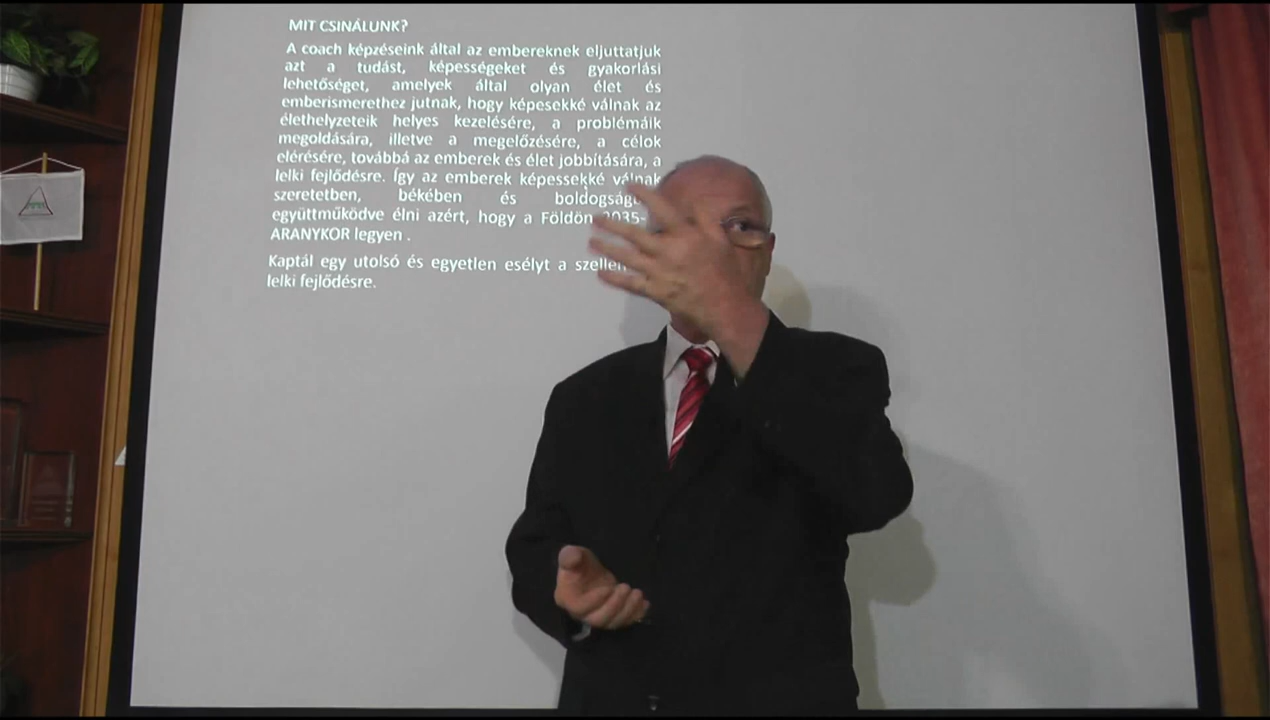 MIT CSINÁLUNK?
A coach képzéseink által az embereknek eljuttatjuk
azt a tudást, képességeket és gyakorlási
lehetőséget, amelyek által olyan élet és
emberismerethez jutnak, hogy képesekké válnak az
élethelyzeteik helyes kezelésére, a problémáik
megoldására, illetve a megelőzésére, a célok
elérésére, továbbá az emberek és élet jobbítására, a
lelki fejlődésre. Így az emberek képessekké válnak
szeretetben, békében és
együttműködve élni azért, hogy a Földön 2035-
ARANYKOR legyen .
Kaptál egy utolsó és egyetlen esélyt a
lelki fejlődésre.